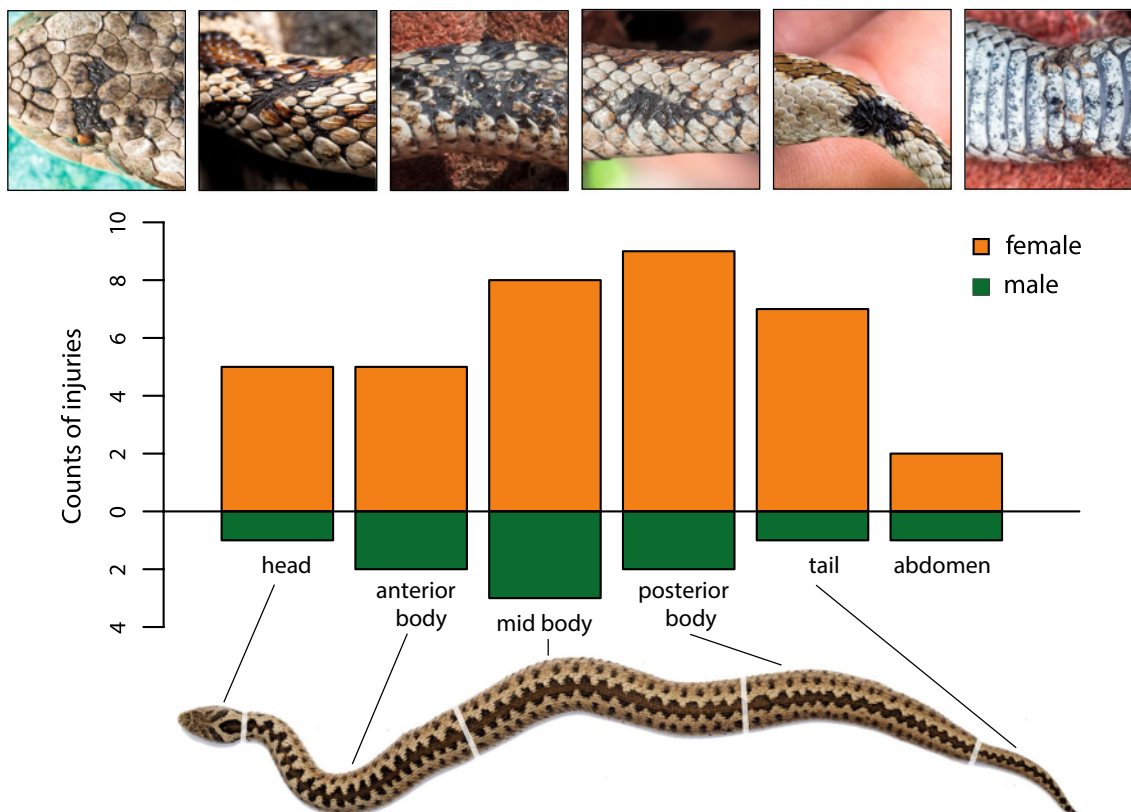 10
8
6
4
2
0
2
4
Counts of injuries
female
male
head
anterior
body
mid body
posterior
body
tail
abdomen